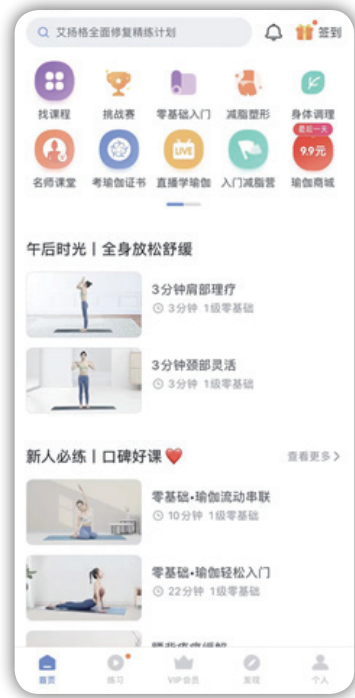 艾扬格全面修复精练计划
签到
找课程
挑战赛
零基础入门
减脂塑形
身体调理
LIVE
最后一天
9.9元
名师课堂
考瑜伽证书
直播学瑜伽
入门减脂营
瑜伽商城
午后时光丨全身放松舒缓
3分钟肩部理疗
3分钟 1级零基础
3分钟颈部灵活
3分钟 1级零基础
新人必练丨口碑好课❤️
查看更多>
零基础•瑜伽流动串联
10分钟 1级零基础
零基础•瑜伽轻松入门
22分钟 1级零基础
首页
练习
VIP会员
发现
个人